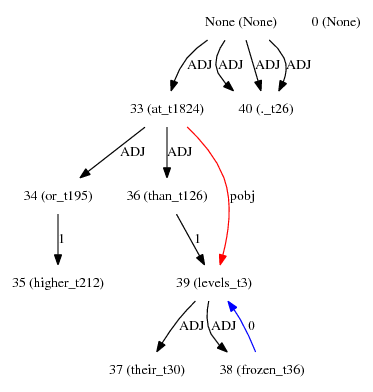 None (None) 0 (None)
ADJ ADJ ADJ ADJ
33 (at_t1824) 40 (._t26)
ADJ ADJ
pobj
34 (or_t195) 36 (than_t126)
1 1
35 (higher_t212) 39 (levels_t3)
ADJ ADJ 0
37 (their_t30) 38 (frozen_t36)